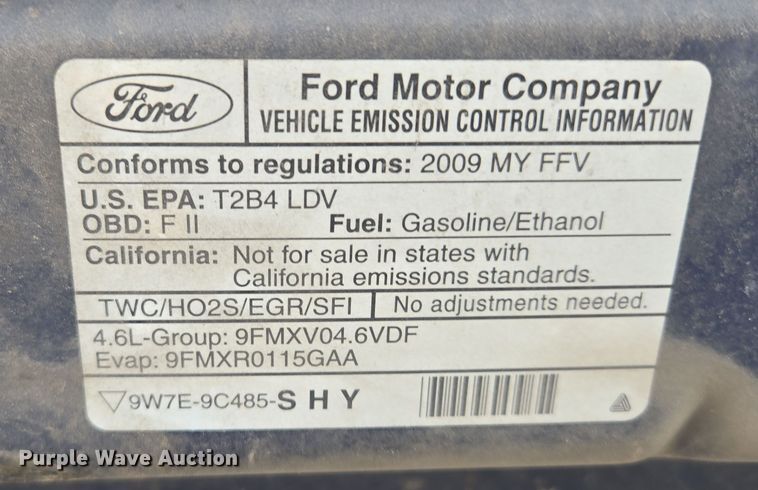 Ford
Ford Motor Company
VEHICLE EMISSION CONTROL INFORMATION
Conforms to regulations: 2009 MY FFV
U.S. EPA: T2B4 LDV
OBD: F II Fuel: Gasoline/Ethanol
California: Not for sale in states with
California emissions standards.
TWC/HO2S/EGR/SFI No adjustments needed.
4.6L-Group: 9FMXV04.6VDF
Evap: 9FMXR0115GAA
9W7E-9C485-S H Y
Purple Wave Auction